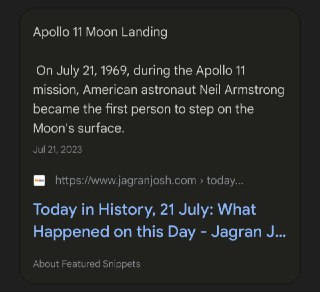 Apollo 11 Moon Landing
On July 21, 1969, during the Apollo 11
mission, American astronaut Neil Armstrong
became the first person to step on the
Moon's surface.
Jul 21, 2023
https://www.jagranjosh.com › today...
Today in History, 21 July: What
Happened on this Day - Jagran J...
About Featured Snippets